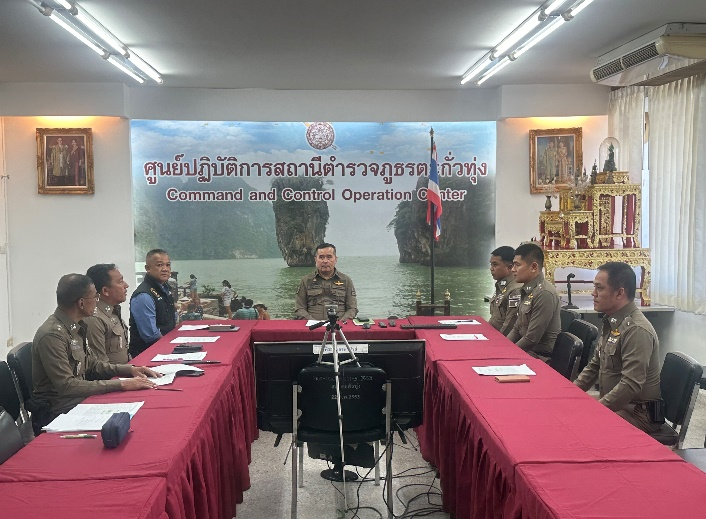 ศูนย์ปฏิบัติการสถานีตำรวจภูธรตะกั่วทุ่ง
Command and Control Operation Center